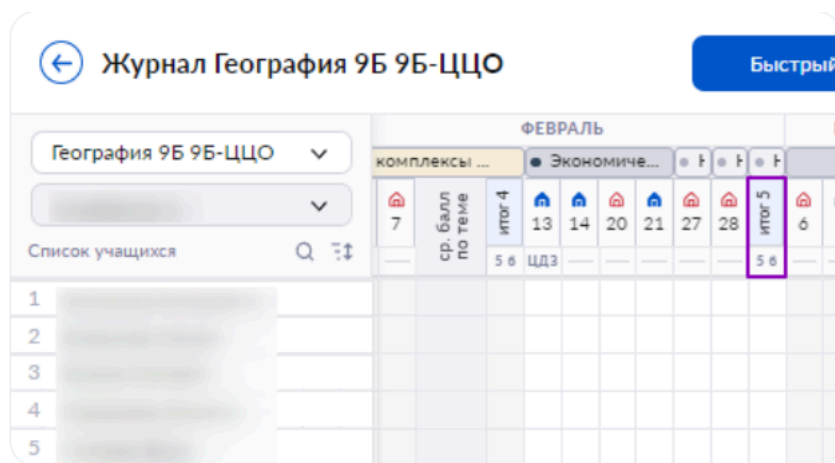 Журнал География 9Б 9Б-ЦЦО
Быстрый
ФЕВРАЛЬ
География 9Б 9Б-ЦЦО
комплексы ...
Экономиче...
7
ср. балл по теме
итог 4
13
14
20
21
27
28
итог 5
6
Список учащихся
5 б
ЦДЗ
5 б
1
2
3
4
5